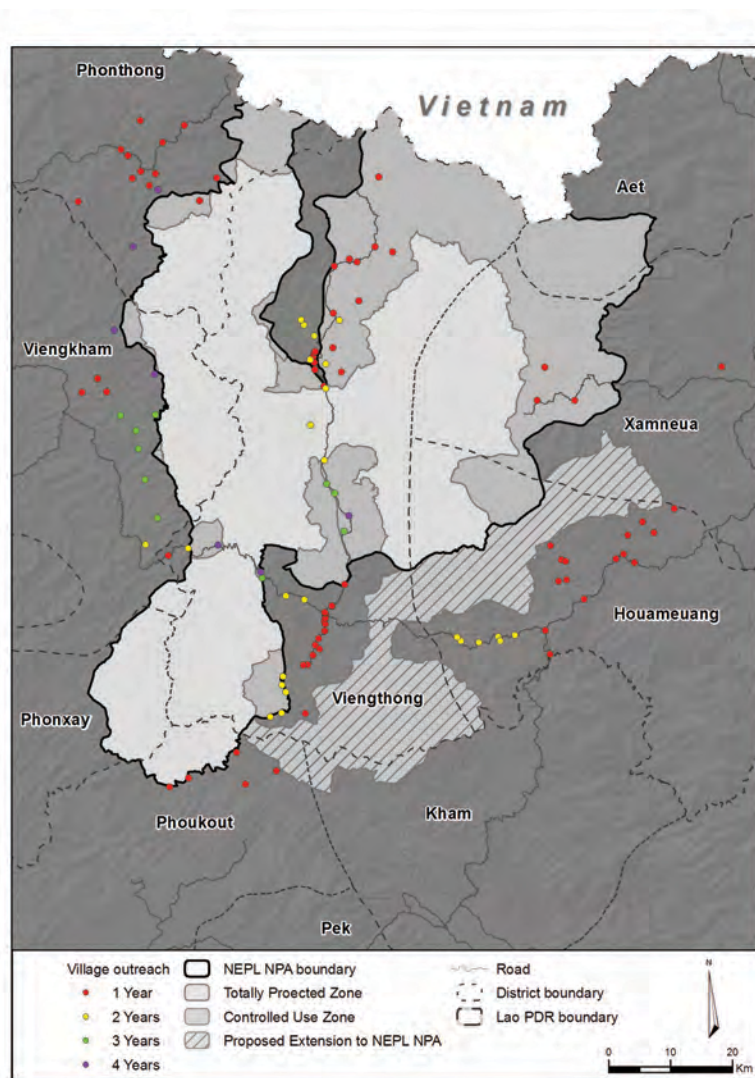 Phonthong
Vietnam
Aet
Viengkham
Xamneua
Houameuang
Viengthong
Phonxay
Phoukout
Kham
Pek
Village outreach
1 Year
2 Years
3 Years
4 Years
NEPL NPA boundary
Totally Proected Zone
Controlled Use Zone
Proposed Extension to NEPL NPA
Road
District boundary
Lao PDR boundary
N
0 10 20
Km